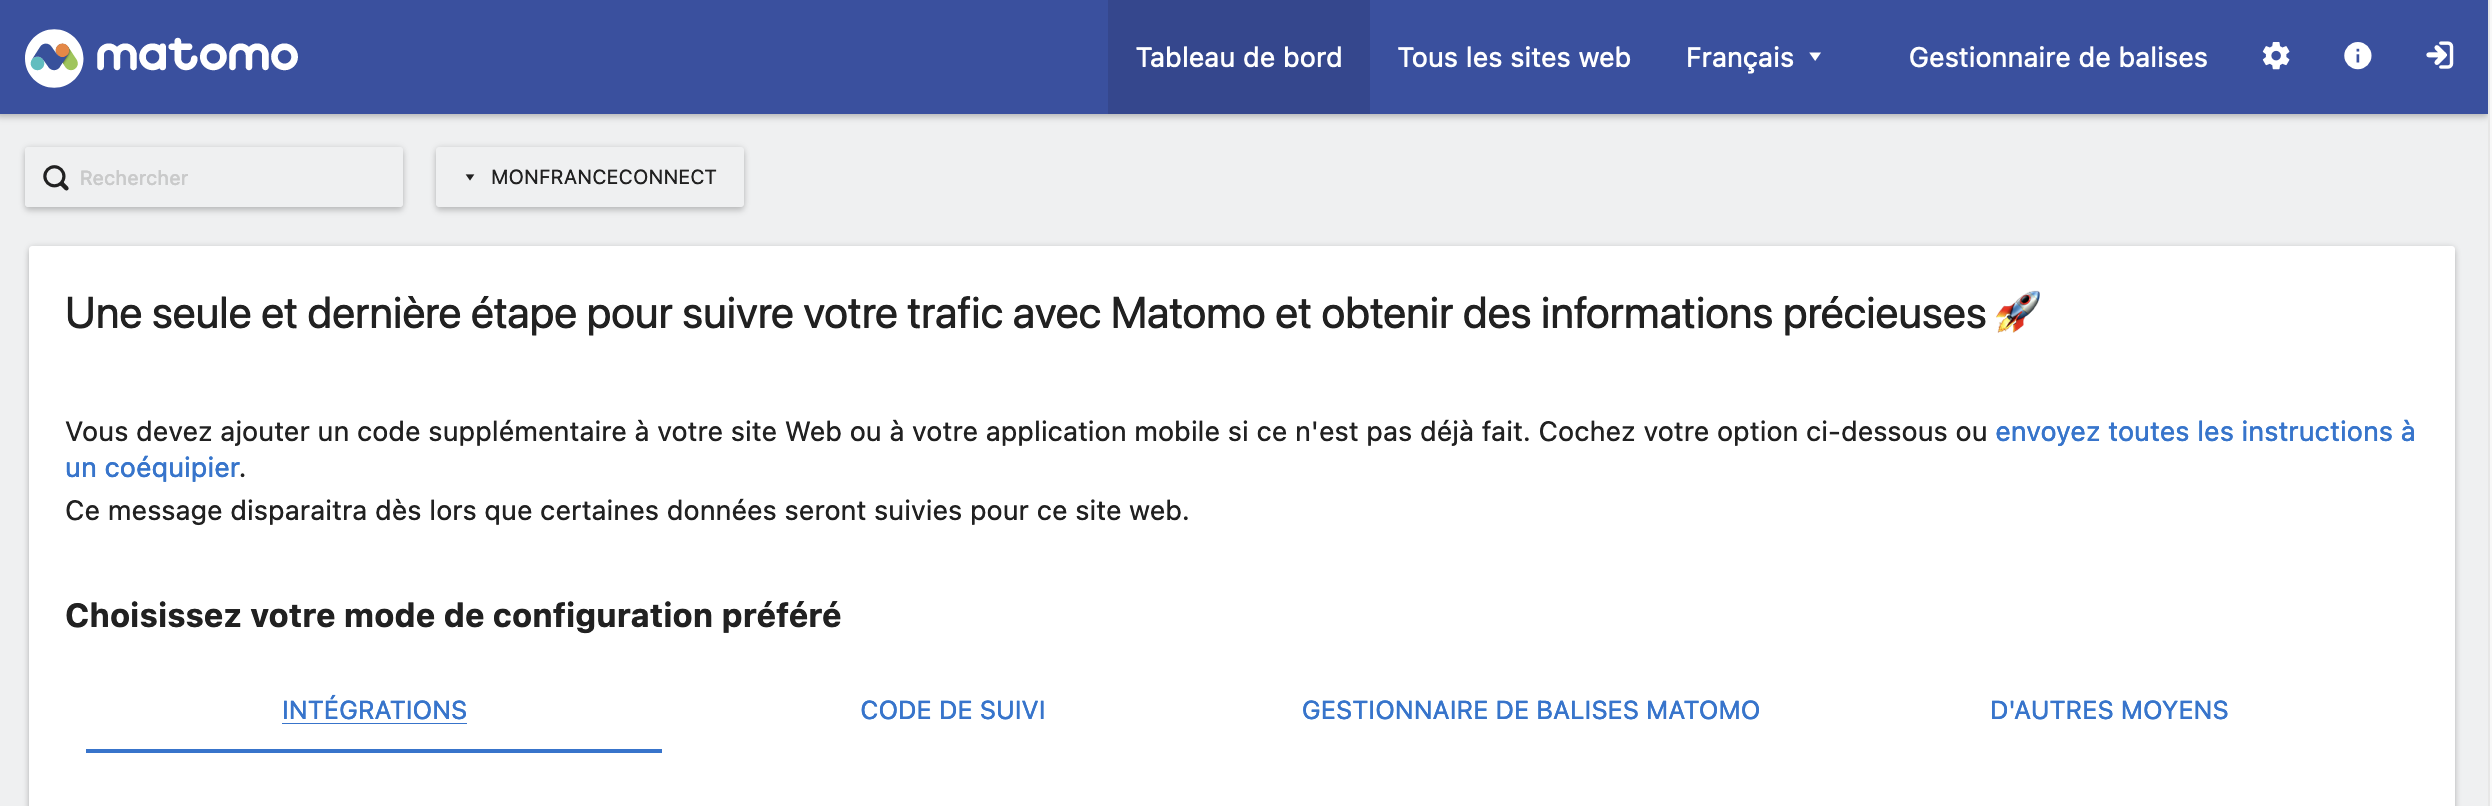 matomo
Tableau de bord
Tous les sites web
Français
Gestionnaire de balises
Rechercher
MONFRANCECONNECT
Une seule et dernière étape pour suivre votre trafic avec Matomo et obtenir des informations précieuses 🚀
Vous devez ajouter un code supplémentaire à votre site Web ou à votre application mobile si ce n'est pas déjà fait. Cochez votre option ci-dessous ou envoyez toutes les instructions à
un coéquipier.
Ce message disparaitra dès lors que certaines données seront suivies pour ce site web.
Choisissez votre mode de configuration préféré
INTÉGRATIONS
CODE DE SUIVI
GESTIONNAIRE DE BALISES MATOMO
D'AUTRES MOYENS